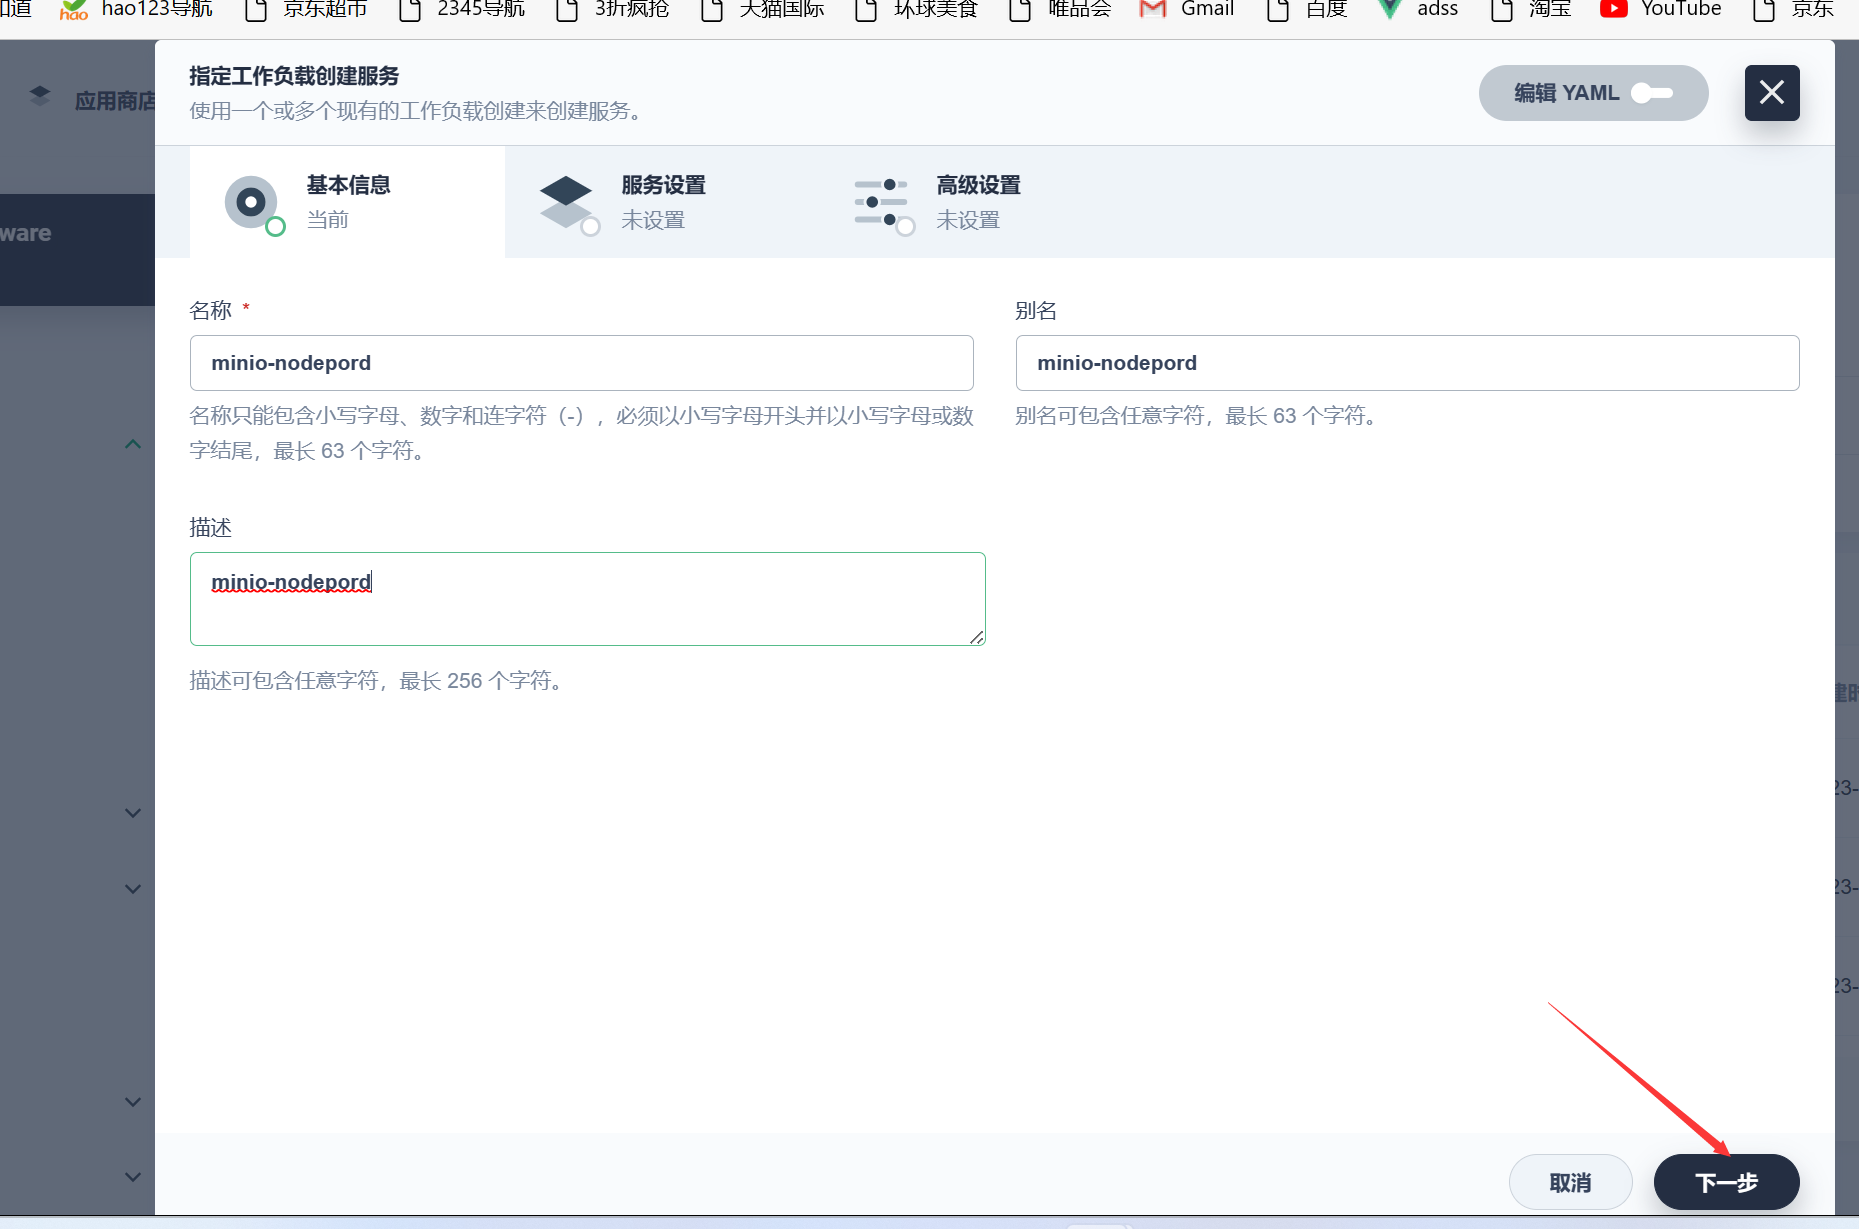 知道 hao hao123导航 京东超市 2345导航 3折疯抢 天猫国际 环球美食 唯品会 Gmail 百度 adss 淘宝 YouTube 京东
应用商店
ware
指定工作负载创建服务
使用一个或多个现有的工作负载创建来创建服务。
编辑 YAML
基本信息
当前
服务设置
未设置
高级设置
未设置
名称 *
minio-nodepord
名称只能包含小写字母、数字和连字符（-），必须以小写字母开头并以小写字母或数
字结尾，最长 63 个字符。
别名
minio-nodepord
别名可包含任意字符，最长 63 个字符。
描述
minio-nodepord
描述可包含任意字符，最长 256 个字符。
建时
23-
23-
23-
取消
下一步